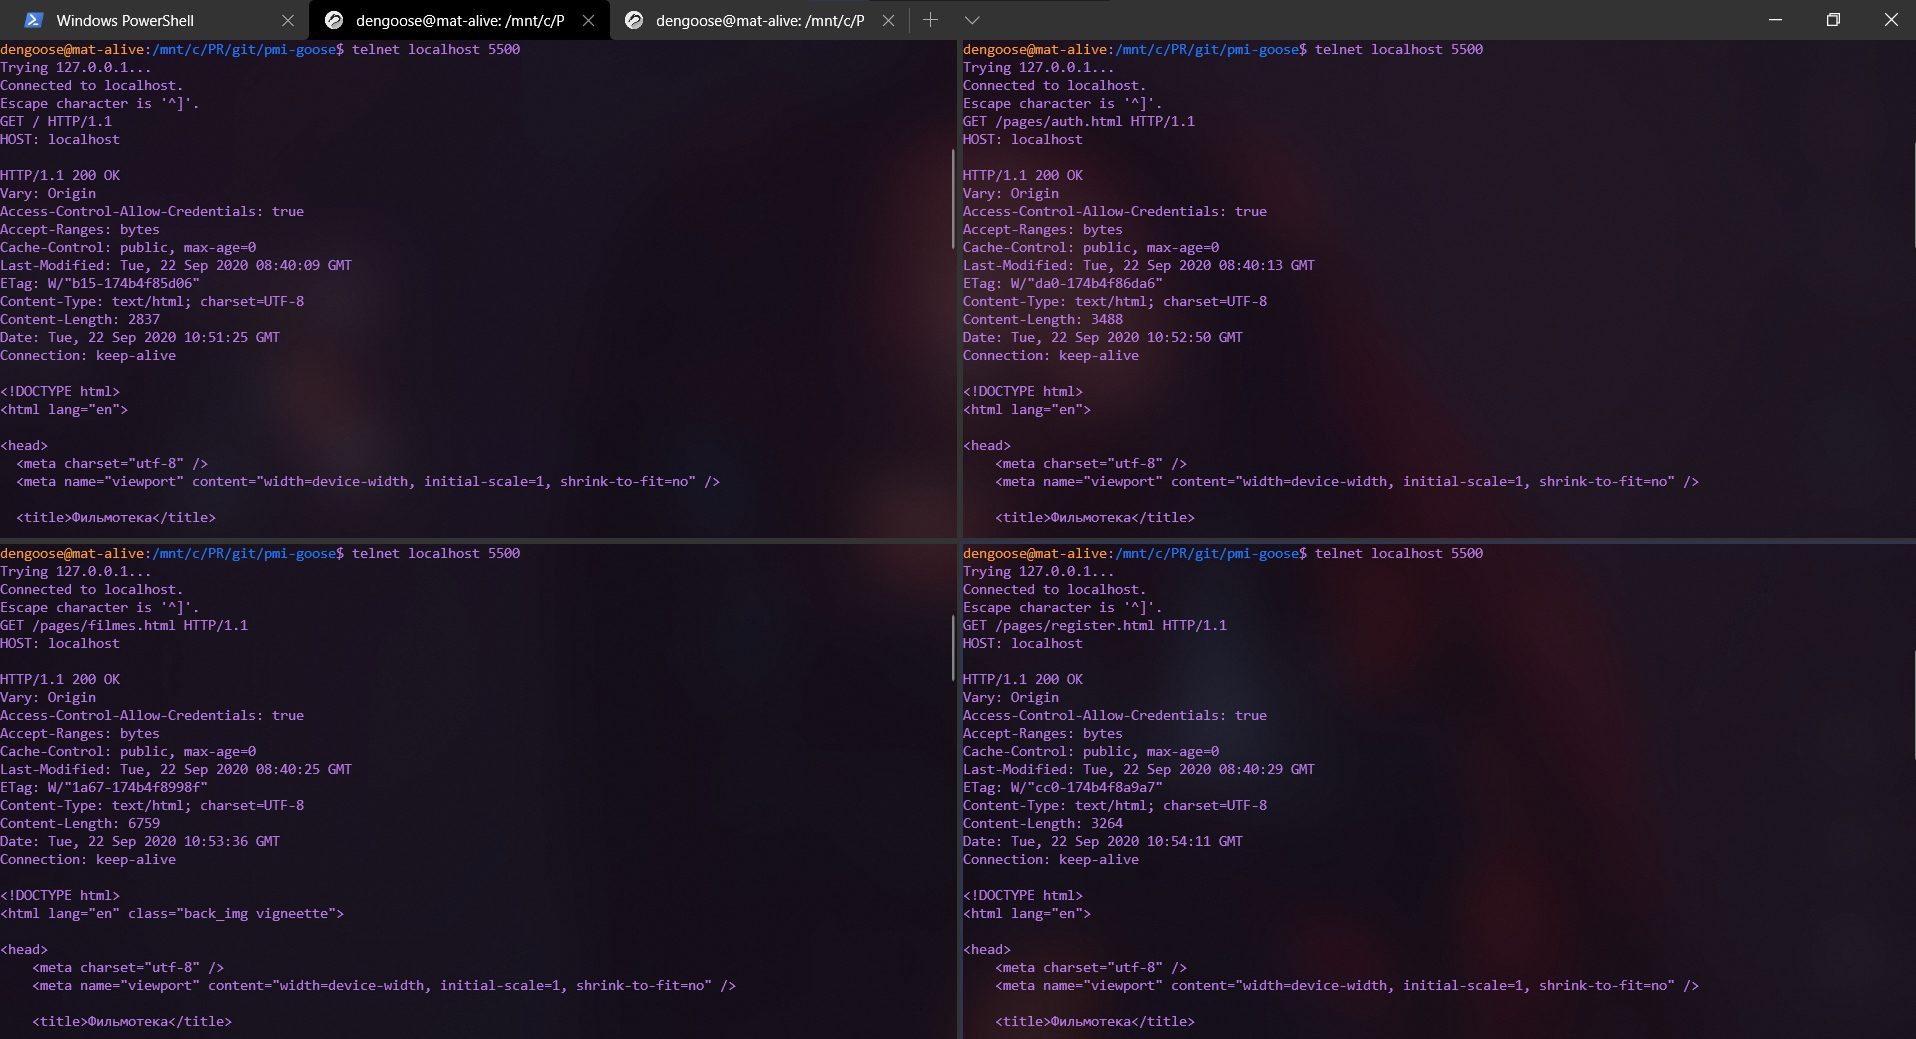 Windows PowerShell
dengoose@mat-alive: /mnt/c/P
dengoose@mat-alive: /mnt/c/P
dengoose@mat-alive:/mnt/c/PR/git/pmi-goose$ telnet localhost 5500
Trying 127.0.0.1...
Connected to localhost.
Escape character is '^]'.
GET / HTTP/1.1
HOST: localhost
HTTP/1.1 200 OK
Vary: Origin
Access-Control-Allow-Credentials: true
Accept-Ranges: bytes
Cache-Control: public, max-age=0
Last-Modified: Tue, 22 Sep 2020 08:40:09 GMT
ETag: W/"b15-174b4f85d06"
Content-Type: text/html; charset=UTF-8
Content-Length: 2837
Date: Tue, 22 Sep 2020 10:51:25 GMT
Connection: keep-alive
<!DOCTYPE html>
<html lang="en">
<head>
<meta charset="utf-8" />
<meta name="viewport" content="width=device-width, initial-scale=1, shrink-to-fit=no" />
<title>Фильмотека</title>
dengoose@mat-alive:/mnt/c/PR/git/pmi-goose$ telnet localhost 5500
Trying 127.0.0.1...
Connected to localhost.
Escape character is '^]'.
GET /pages/auth.html HTTP/1.1
HOST: localhost
HTTP/1.1 200 OK
Vary: Origin
Access-Control-Allow-Credentials: true
Accept-Ranges: bytes
Cache-Control: public, max-age=0
Last-Modified: Tue, 22 Sep 2020 08:40:13 GMT
ETag: W/"da0-174b4f86da6"
Content-Type: text/html; charset=UTF-8
Content-Length: 3488
Date: Tue, 22 Sep 2020 10:52:50 GMT
Connection: keep-alive
<!DOCTYPE html>
<html lang="en">
<head>
<meta charset="utf-8" />
<meta name="viewport" content="width=device-width, initial-scale=1, shrink-to-fit=no" />
<title>Фильмотека</title>
dengoose@mat-alive:/mnt/c/PR/git/pmi-goose$ telnet localhost 5500
Trying 127.0.0.1...
Connected to localhost.
Escape character is '^]'.
GET /pages/filmes.html HTTP/1.1
HOST: localhost
HTTP/1.1 200 OK
Vary: Origin
Access-Control-Allow-Credentials: true
Accept-Ranges: bytes
Cache-Control: public, max-age=0
Last-Modified: Tue, 22 Sep 2020 08:40:25 GMT
ETag: W/"1a67-174b4f8998f"
Content-Type: text/html; charset=UTF-8
Content-Length: 6759
Date: Tue, 22 Sep 2020 10:53:36 GMT
Connection: keep-alive
<!DOCTYPE html>
<html lang="en" class="back_img vigneette">
<head>
<meta charset="utf-8" />
<meta name="viewport" content="width=device-width, initial-scale=1, shrink-to-fit=no" />
<title>Фильмотека</title>
dengoose@mat-alive:/mnt/c/PR/git/pmi-goose$ telnet localhost 5500
Trying 127.0.0.1...
Connected to localhost.
Escape character is '^]'.
GET /pages/register.html HTTP/1.1
HOST: localhost
HTTP/1.1 200 OK
Vary: Origin
Access-Control-Allow-Credentials: true
Accept-Ranges: bytes
Cache-Control: public, max-age=0
Last-Modified: Tue, 22 Sep 2020 08:40:29 GMT
ETag: W/"cc0-174b4f8a9a7"
Content-Type: text/html; charset=UTF-8
Content-Length: 3264
Date: Tue, 22 Sep 2020 10:54:11 GMT
Connection: keep-alive
<!DOCTYPE html>
<html lang="en">
<head>
<meta charset="utf-8" />
<meta name="viewport" content="width=device-width, initial-scale=1, shrink-to-fit=no" />
<title>Фильмотека</title>